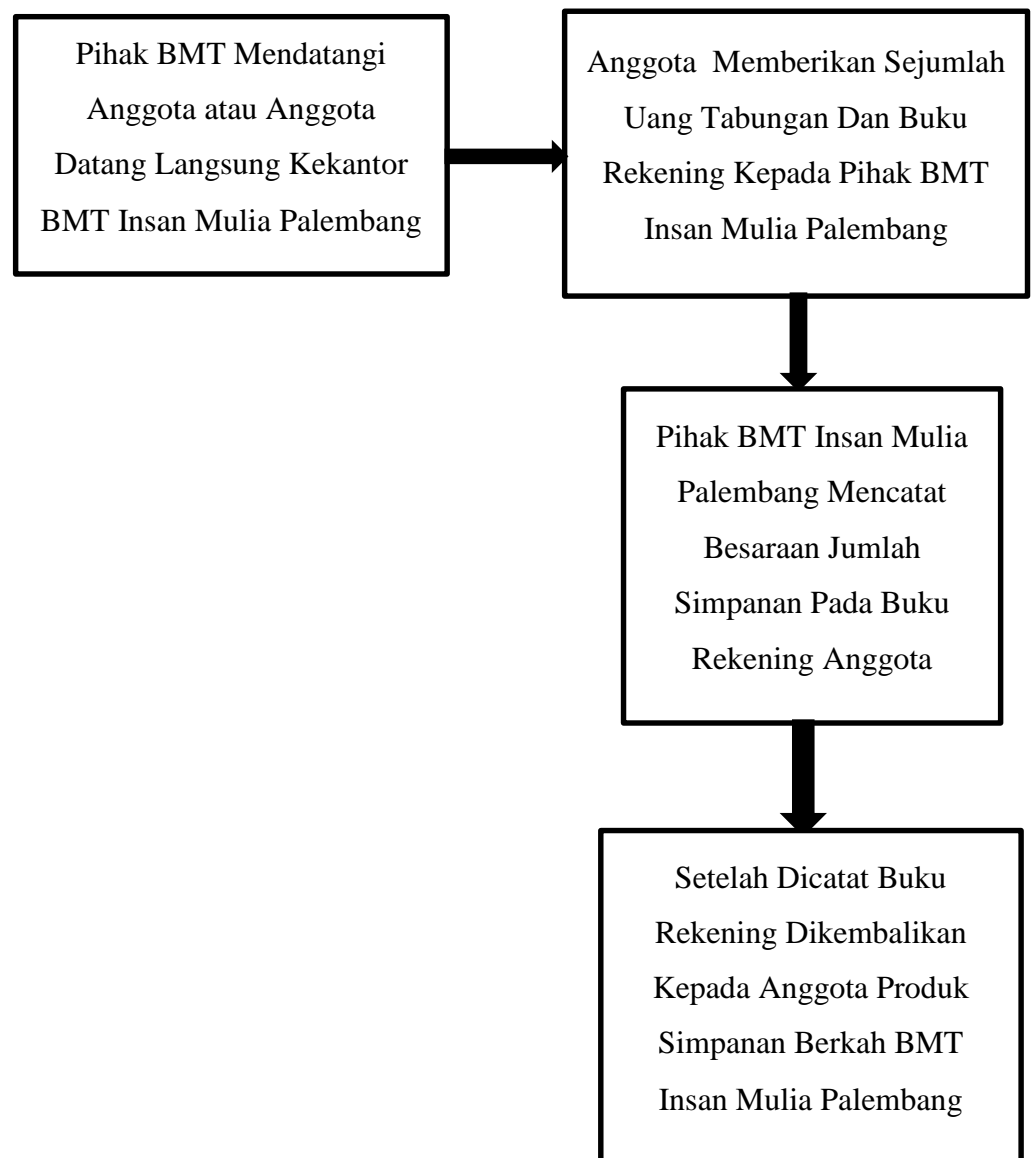 Pihak BMT Mendatangi
Anggota atau Anggota
Datang Langsung Kekantor
BMT Insan Mulia Palembang
Anggota  Memberikan Sejumlah
Uang Tabungan Dan Buku
Rekening Kepada Pihak BMT
Insan Mulia Palembang
Pihak BMT Insan Mulia
Palembang Mencatat
Besaraan Jumlah
Simpanan Pada Buku
Rekening Anggota
Setelah Dicatat Buku
Rekening Dikembalikan
Kepada Anggota Produk
Simpanan Berkah BMT
Insan Mulia Palembang